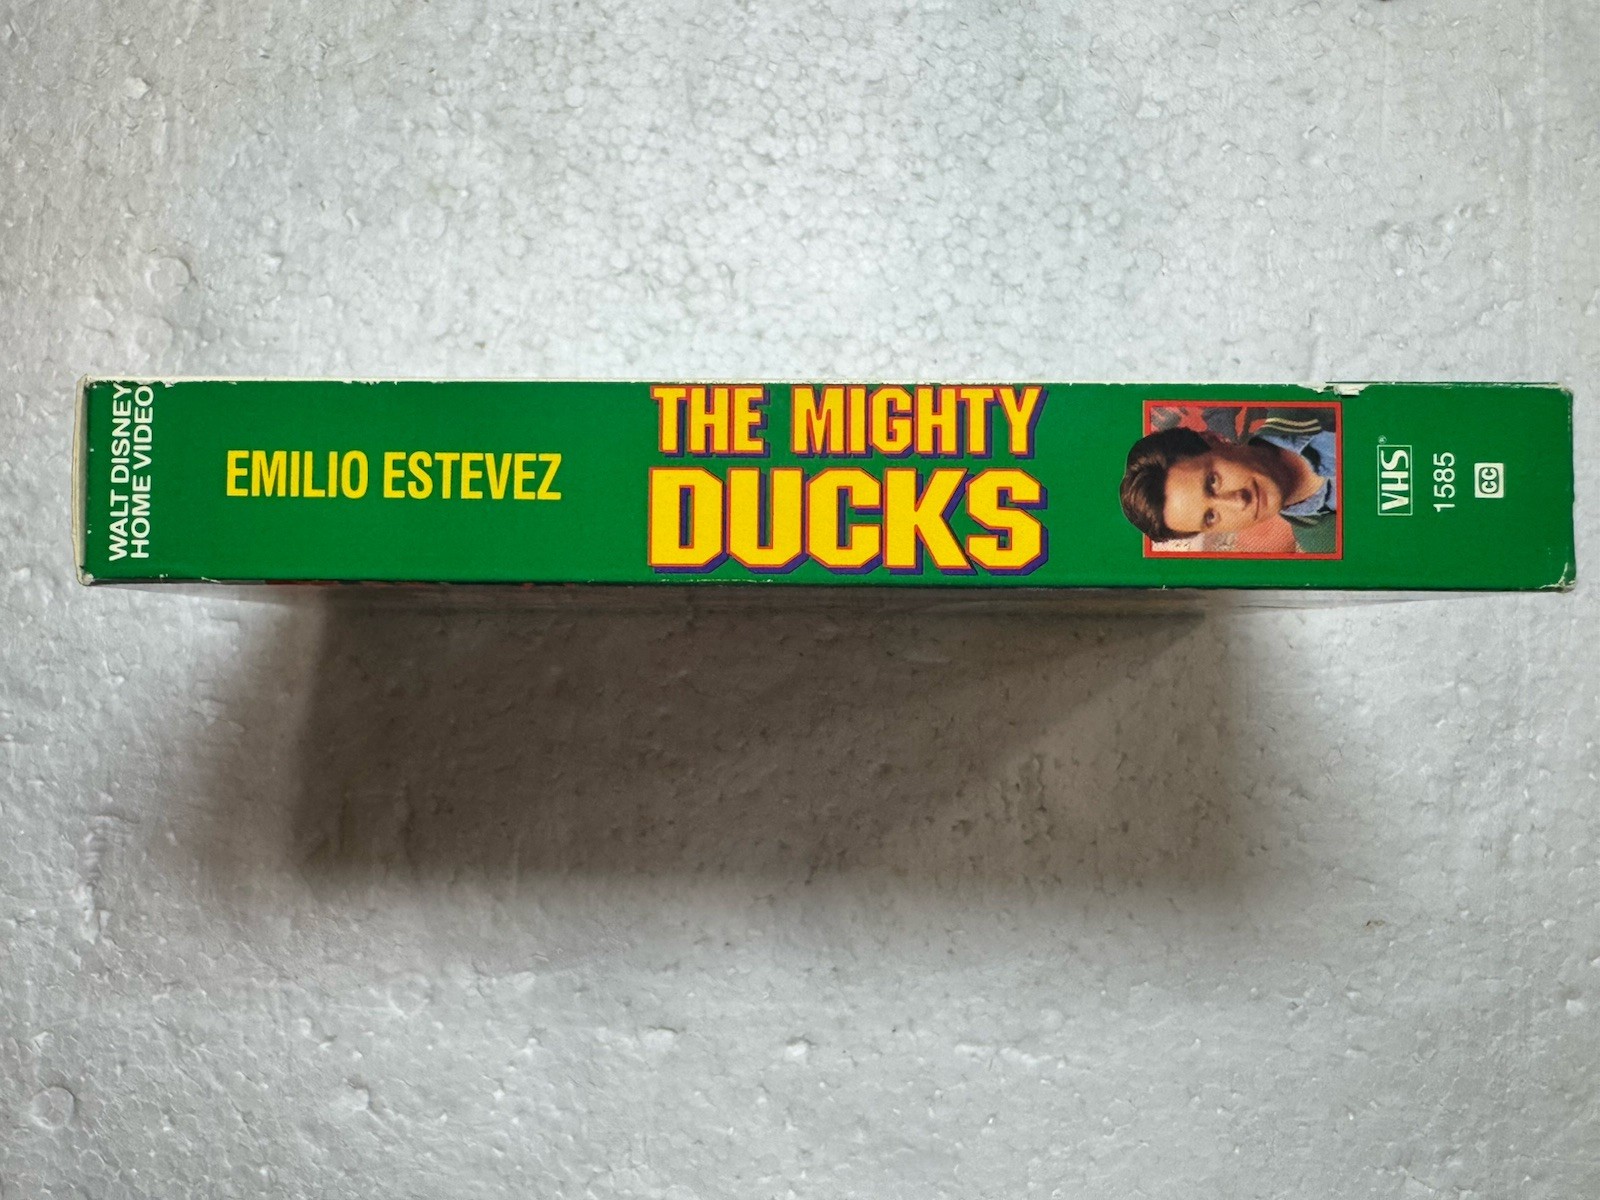 WALT DISNEY
HOME VIDEO
EMILIO ESTEVEZ
THE MIGHTY
DUCKS
VHS
1585
CC